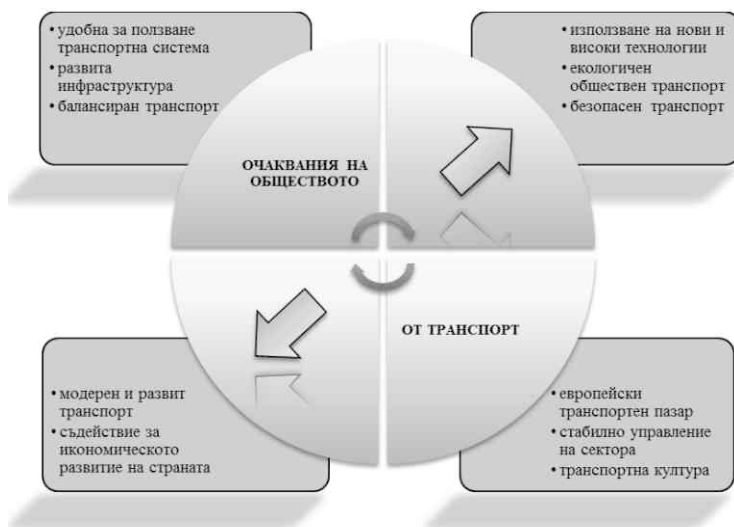 • удобна за ползване
транспортна система
• развита
инфраструктура
• балансиран транспорт
• използване на нови и
високи технологии
• екологичен
обществен транспорт
• безопасен транспорт
ОЧАКВАНИЯ НА
ОБЩЕСТВОТО
ОТ ТРАНСПОРТ
• модерен и развит
транспорт
• съдействие за
икономическото
развитие на страната
• европейски
транспортен пазар
• стабилно управление
на сектора
• транспортна култура